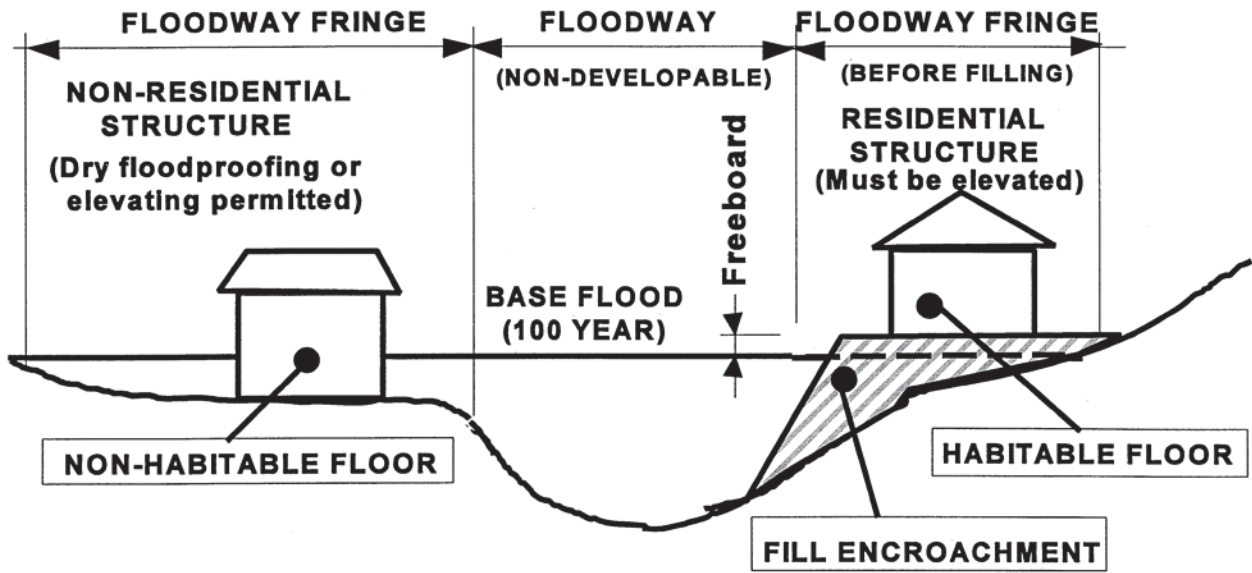 FLOODWAY FRINGE
FLOODWAY
FLOODWAY FRINGE
(NON-DEVELOPABLE)
(BEFORE FILLING)
NON-RESIDENTIAL
STRUCTURE
(Dry floodproofing or
elevating permitted)
Freeboard
RESIDENTIAL
STRUCTURE
(Must be elevated)
BASE FLOOD
(100 YEAR)
NON-HABITABLE FLOOR
HABITABLE FLOOR
FILL ENCROACHMENT